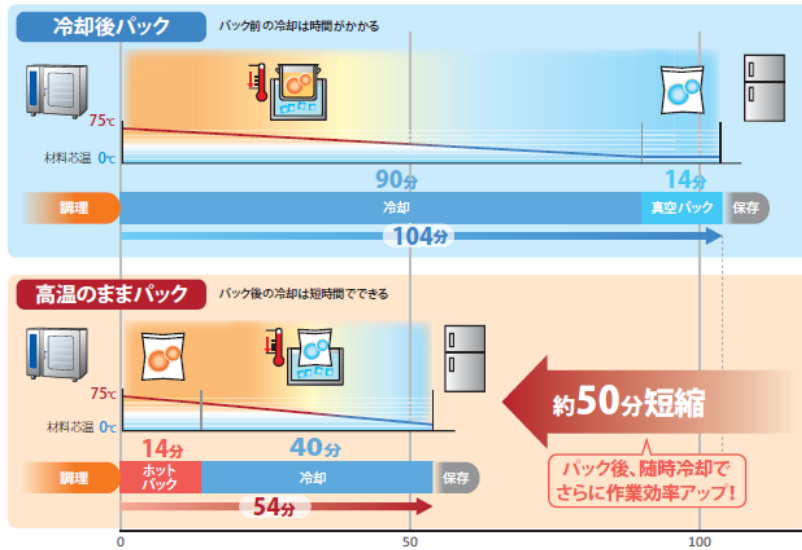 冷却後パック
パック前の冷却は時間がかかる
75℃
材料芯温 0℃
90分
14分
調理
冷却
真空パック
保存
104分
高温のままパック
パック後の冷却は短時間でできる
75℃
材料芯温 0℃
約50分短縮
パック後、随時冷却で
さらに作業効率アップ!
14分
40分
調理
ホット
パック
冷却
保存
54分
0
50
100